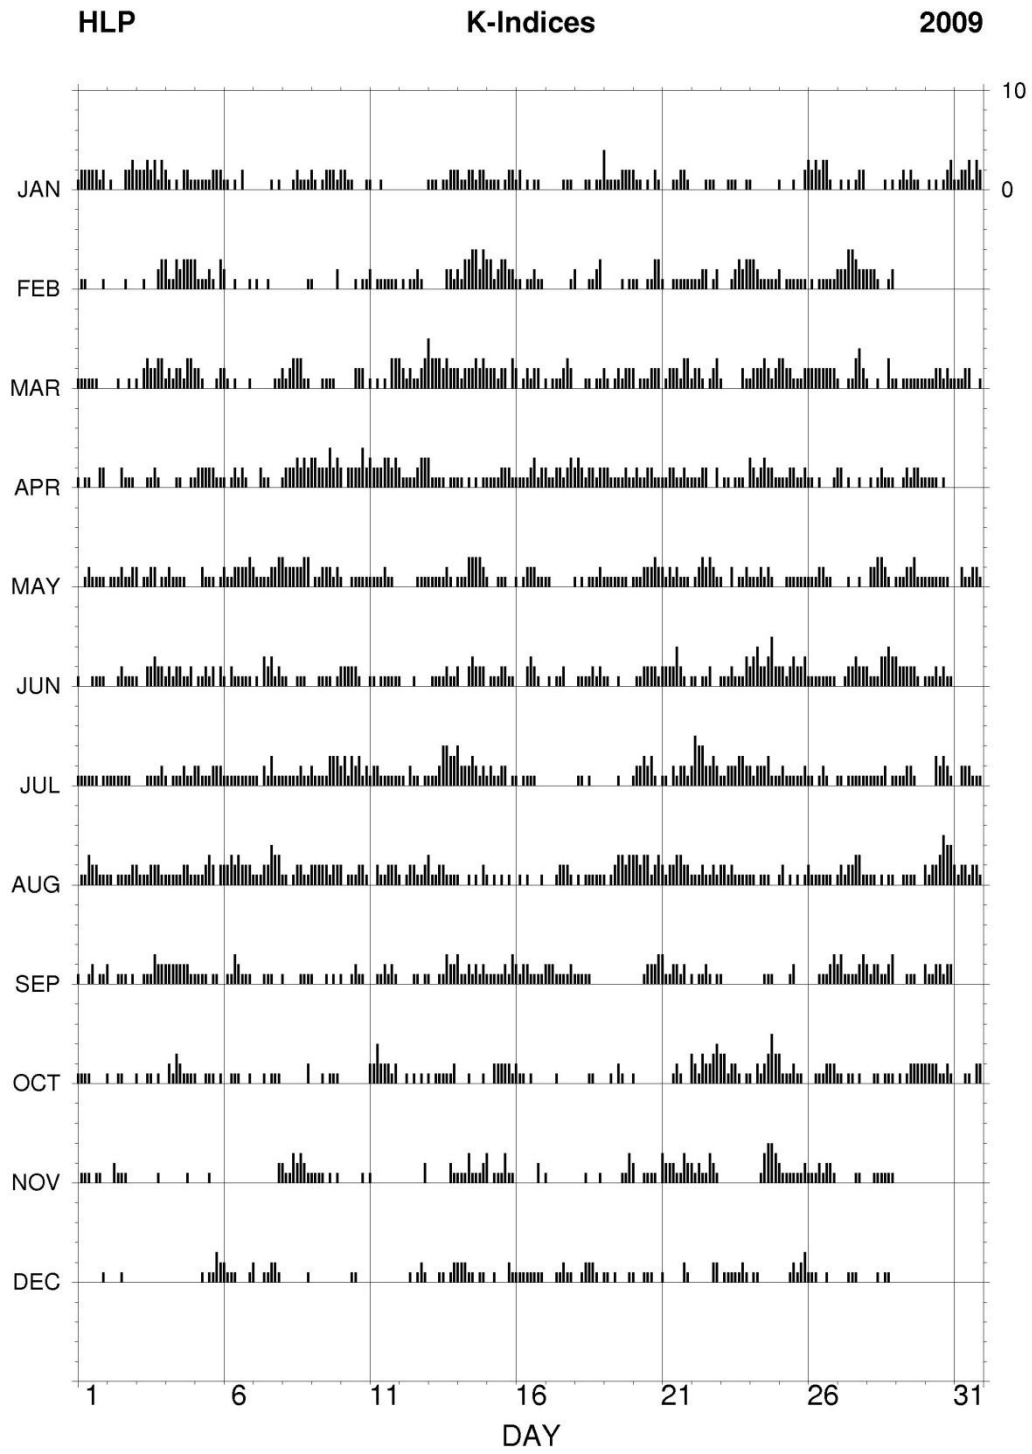 HLP K-Indices 2009
10
JAN 0
FEB
MAR
APR
MAY
JUN
JUL
AUG
SEP
OCT
NOV
DEC
1 6 11 16 21 26 31
DAY